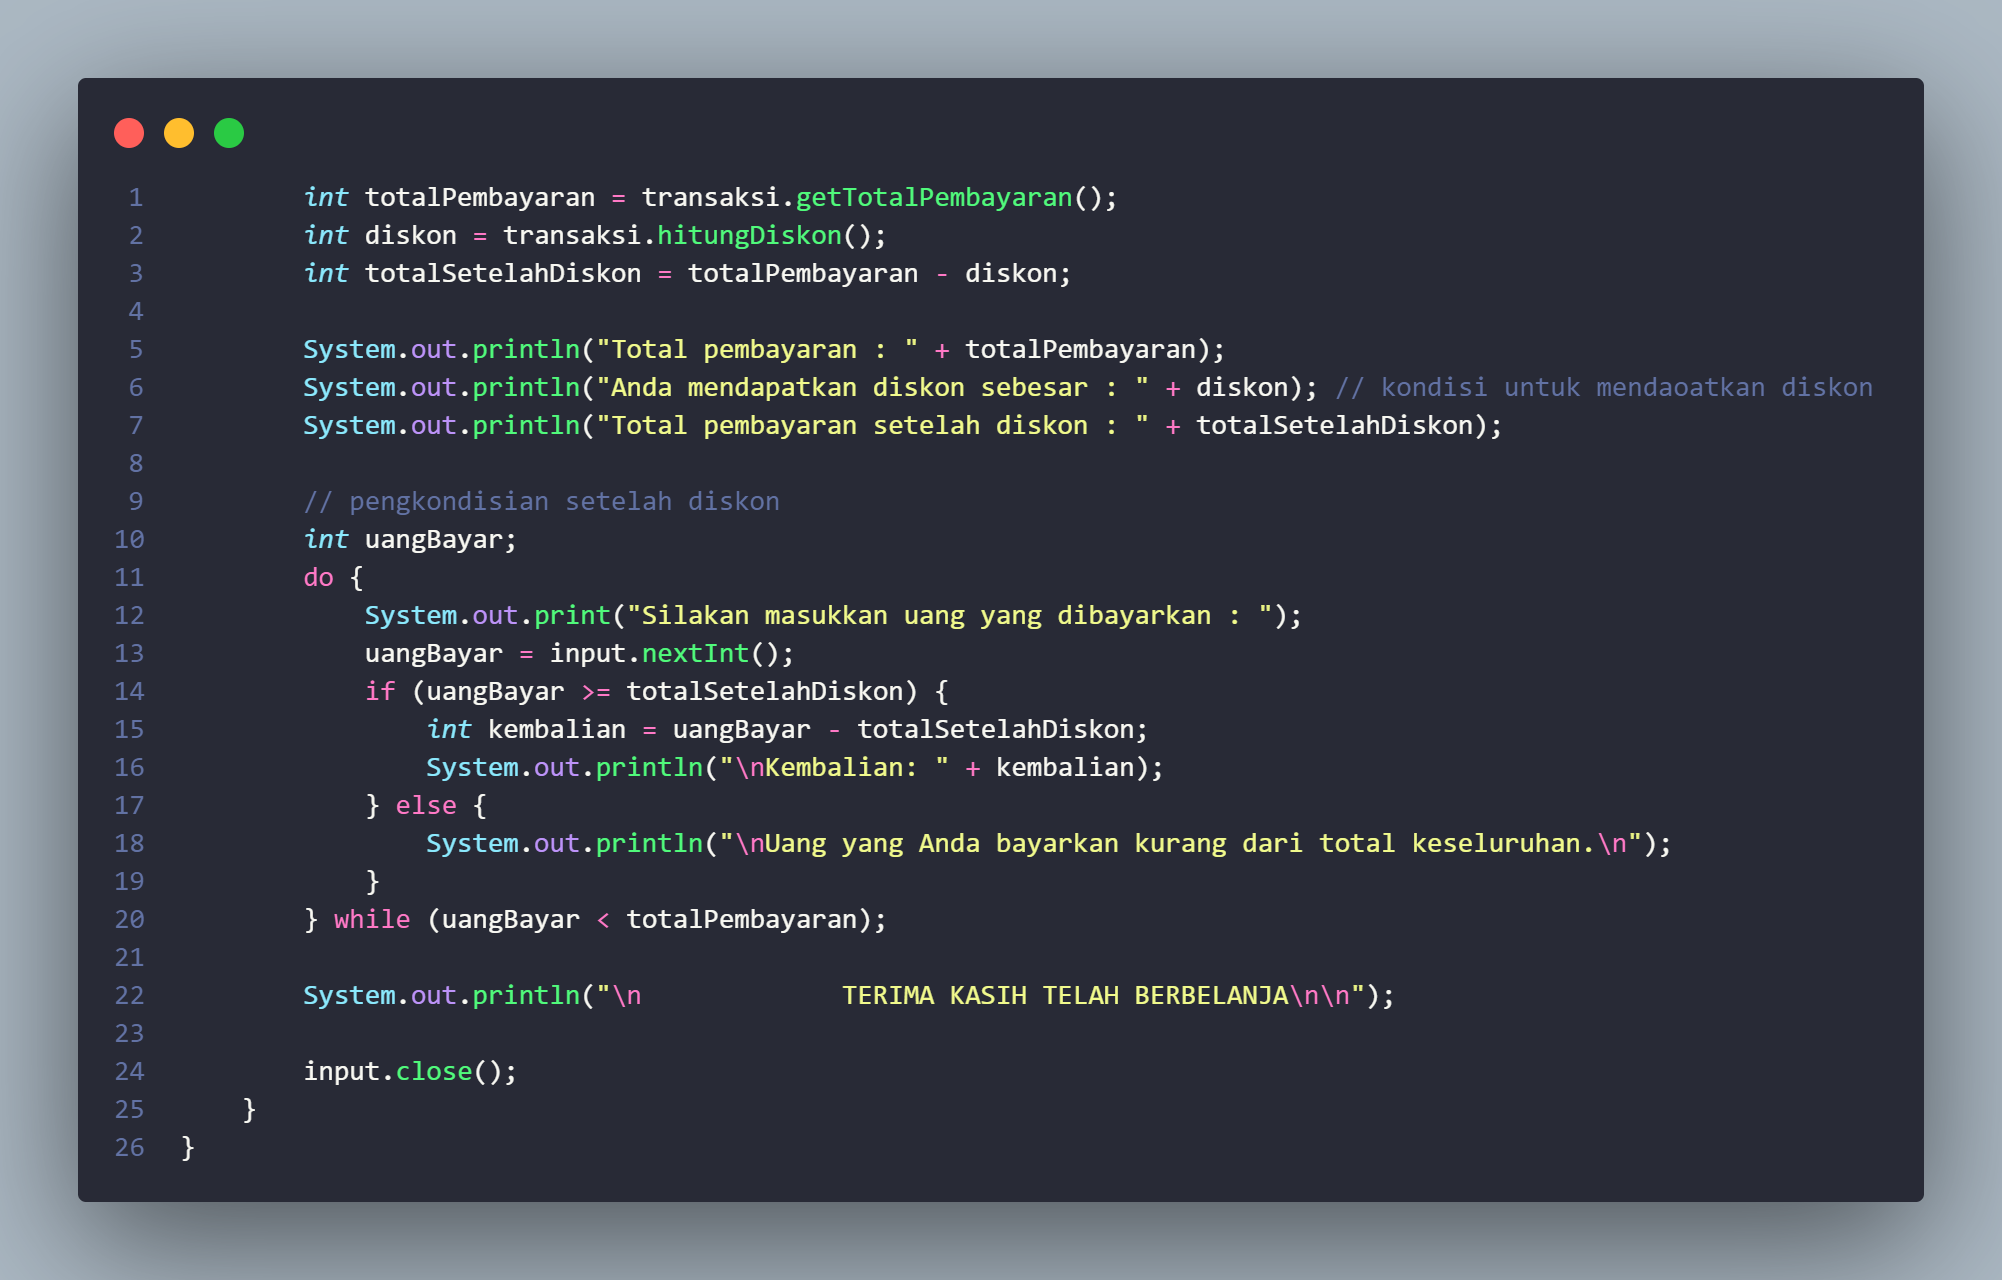 1 int totalPembayaran = transaksi.getTotalPembayaran();
2 int diskon = transaksi.hitungDiskon();
3 int totalSetelahDiskon = totalPembayaran - diskon;
4
5 System.out.println("Total pembayaran : " + totalPembayaran);
6 System.out.println("Anda mendapatkan diskon sebesar : " + diskon); // kondisi untuk mendaoatkan diskon
7 System.out.println("Total pembayaran setelah diskon : " + totalSetelahDiskon);
8
9 // pengkondisian setelah diskon
10 int uangBayar;
11 do {
12     System.out.print("Silakan masukkan uang yang dibayarkan : ");
13     uangBayar = input.nextInt();
14     if (uangBayar >= totalSetelahDiskon) {
15         int kembalian = uangBayar - totalSetelahDiskon;
16         System.out.println("\nKembalian: " + kembalian);
17     } else {
18         System.out.println("\nUang yang Anda bayarkan kurang dari total keseluruhan.\n");
19     }
20 } while (uangBayar < totalPembayaran);
21
22 System.out.println("\n             TERIMA KASIH TELAH BERBELANJA\n\n");
23
24 input.close();
25 }
26 }